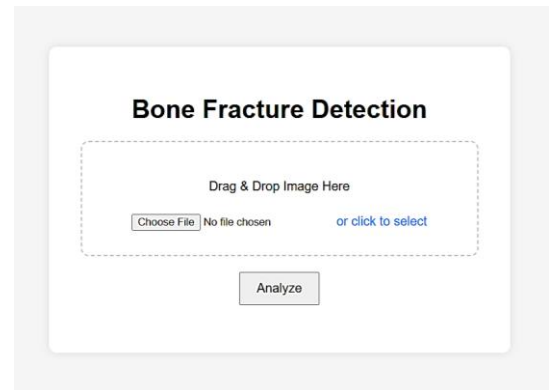 Bone Fracture Detection
Drag & Drop Image Here
Choose File No file chosen or click to select
Analyze